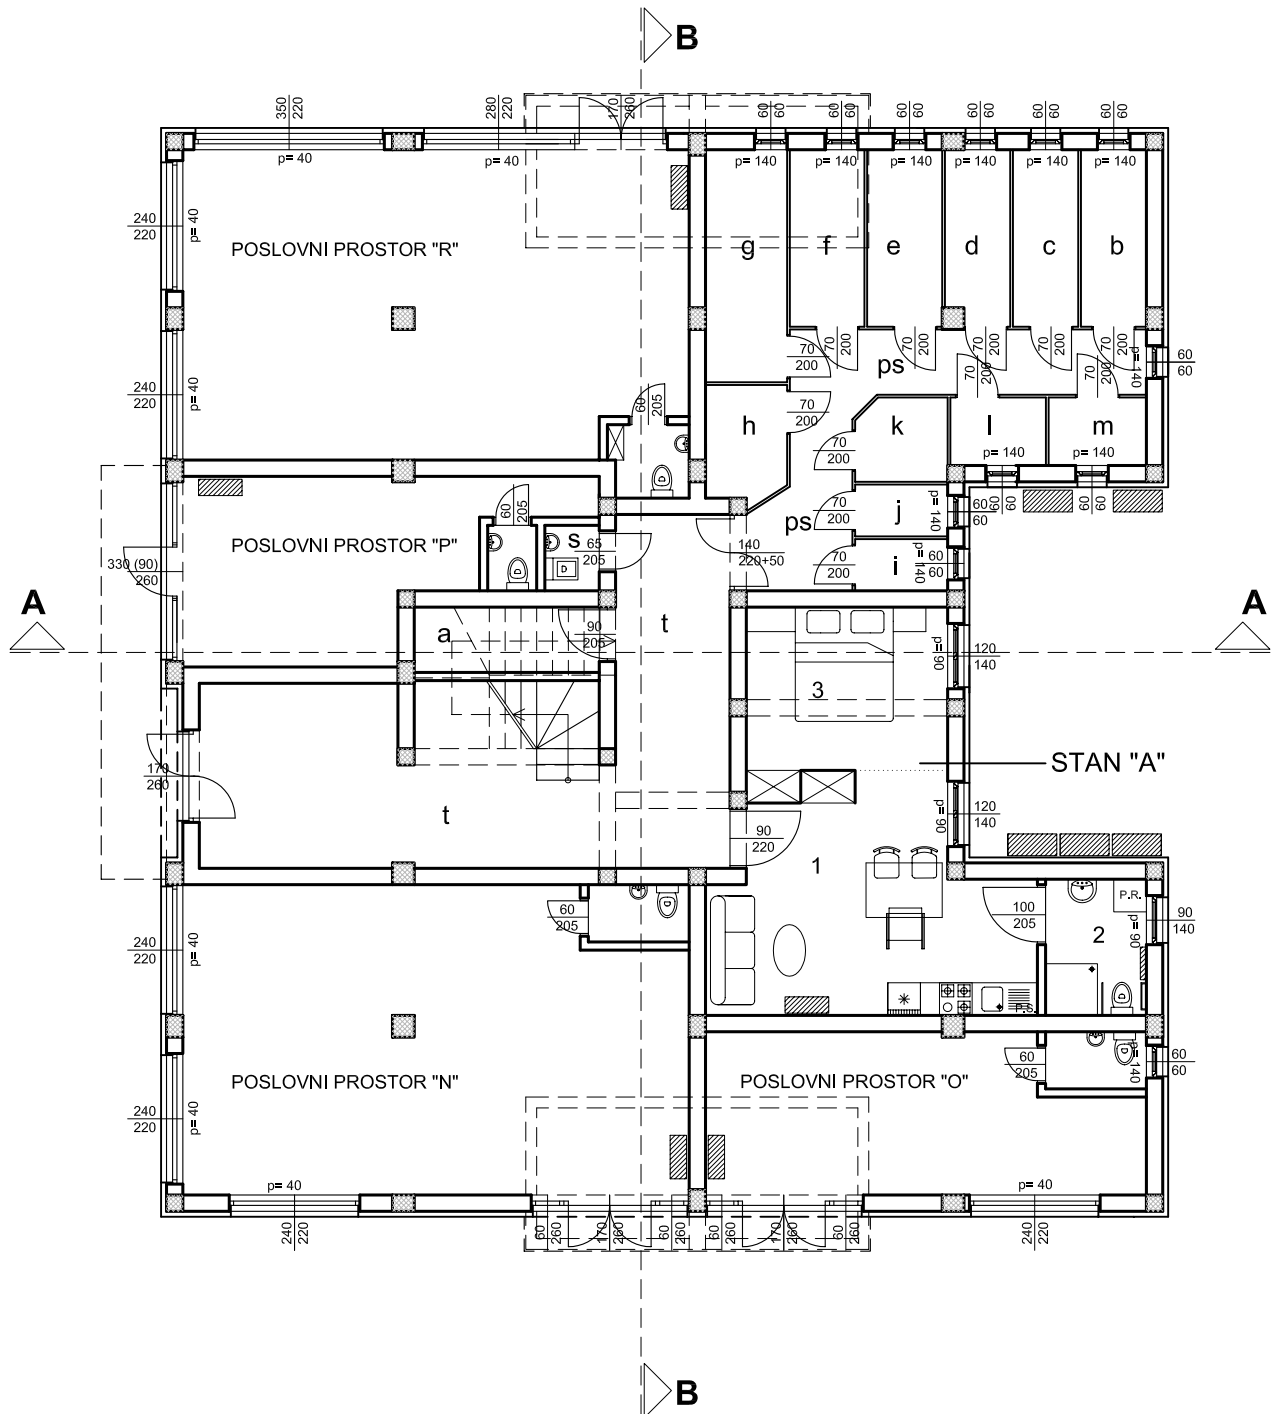 B
350
220
280
220
170
260
60
60
60
60
60
60
60
60
60
60
60
60
p= 40
p= 40
p= 140
p= 140
p= 140
p= 140
p= 140
p= 140
240
220
p= 40
POSLOVNI PROSTOR "R"
g
f
e
d
c
b
70
200
70
200
70
200
70
200
70
200
70
200
ps
p= 140
60
60
240
220
p= 40
60
205
70
200
70
200
70
200
h
k
l
m
70
200
p= 140
p= 140
60
60
60
60
POSLOVNI PROSTOR "P"
60
205
s
65
205
ps
70
200
j
p= 140
60
60
140
220+50
330 (90)
260
70
200
i
p= 140
60
60
A
A
a
90
205
t
p= 90
120
140
3
STAN "A"
170
260
t
90
220
p= 90
120
140
1
60
205
100
205
P.R.
2
p= 90
90
140
240
220
p= 40
P.S.
POSLOVNI PROSTOR "N"
POSLOVNI PROSTOR "O"
60
205
p= 140
60
60
240
220
p= 40
p= 40
p= 40
240
220
60
260
170
260
60
260
60
260
170
260
60
260
240
220
B